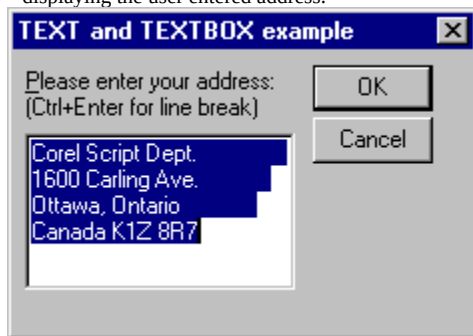 displaying the user entered address.
TEXT and TEXTBOX example
Please enter your address:
(Ctrl+Enter for line break)
OK
Cancel
Corel Script Dept.
1600 Carling Ave.
Ottawa, Ontario
Canada K1Z 8R7